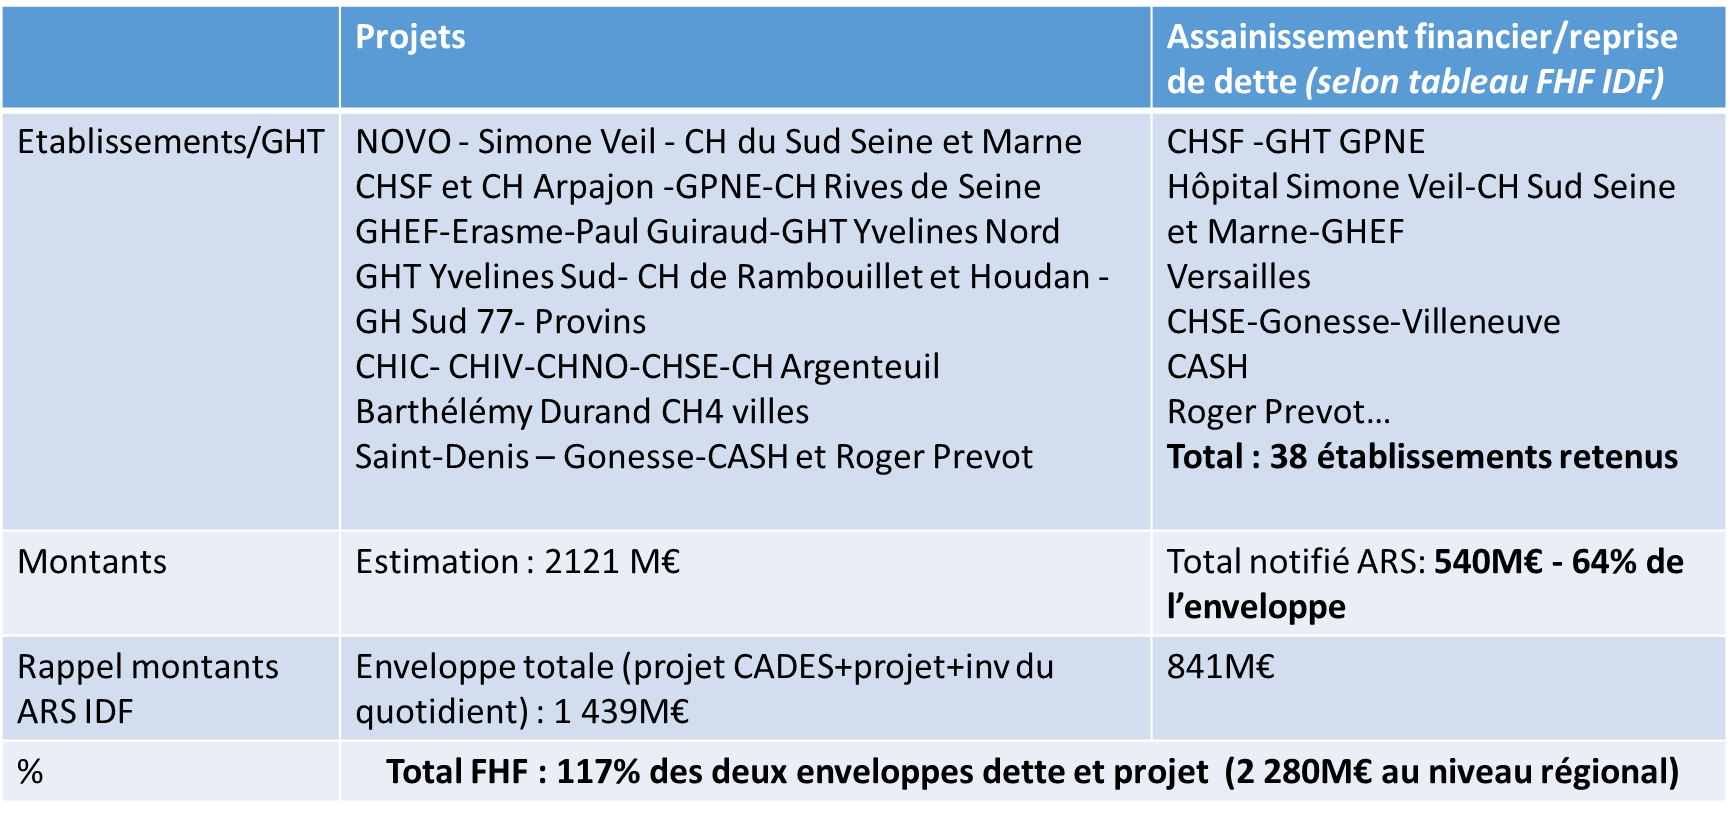 Projets
Assainissement financier/reprise
de dette (selon tableau FHF IDF)
Etablissements/GHT
NOVO - Simone Veil - CH du Sud Seine et Marne
CHSF et CH Arpajon -GPNE-CH Rives de Seine
GHEF-Erasme-Paul Guiraud-GHT Yvelines Nord
GHT Yvelines Sud- CH de Rambouillet et Houdan -
GH Sud 77- Provins
CHIC- CHIV-CHNO-CHSE-CH Argenteuil
Barthélémy Durand CH4 villes
Saint-Denis – Gonesse-CASH et Roger Prevot
CHSF -GHT GPNE
Hôpital Simone Veil-CH Sud Seine
et Marne-GHEF
Versailles
CHSE-Gonesse-Villeneuve
CASH
Roger Prevot…
Total : 38 établissements retenus
Montants
Estimation : 2121 M€
Total notifié ARS: 540M€ - 64% de
l’enveloppe
Rappel montants
ARS IDF
Enveloppe totale (projet CADES+projet+inv du
quotidient) : 1 439M€
841M€
%
Total FHF : 117% des deux enveloppes dette et projet (2 280M€ au niveau régional)